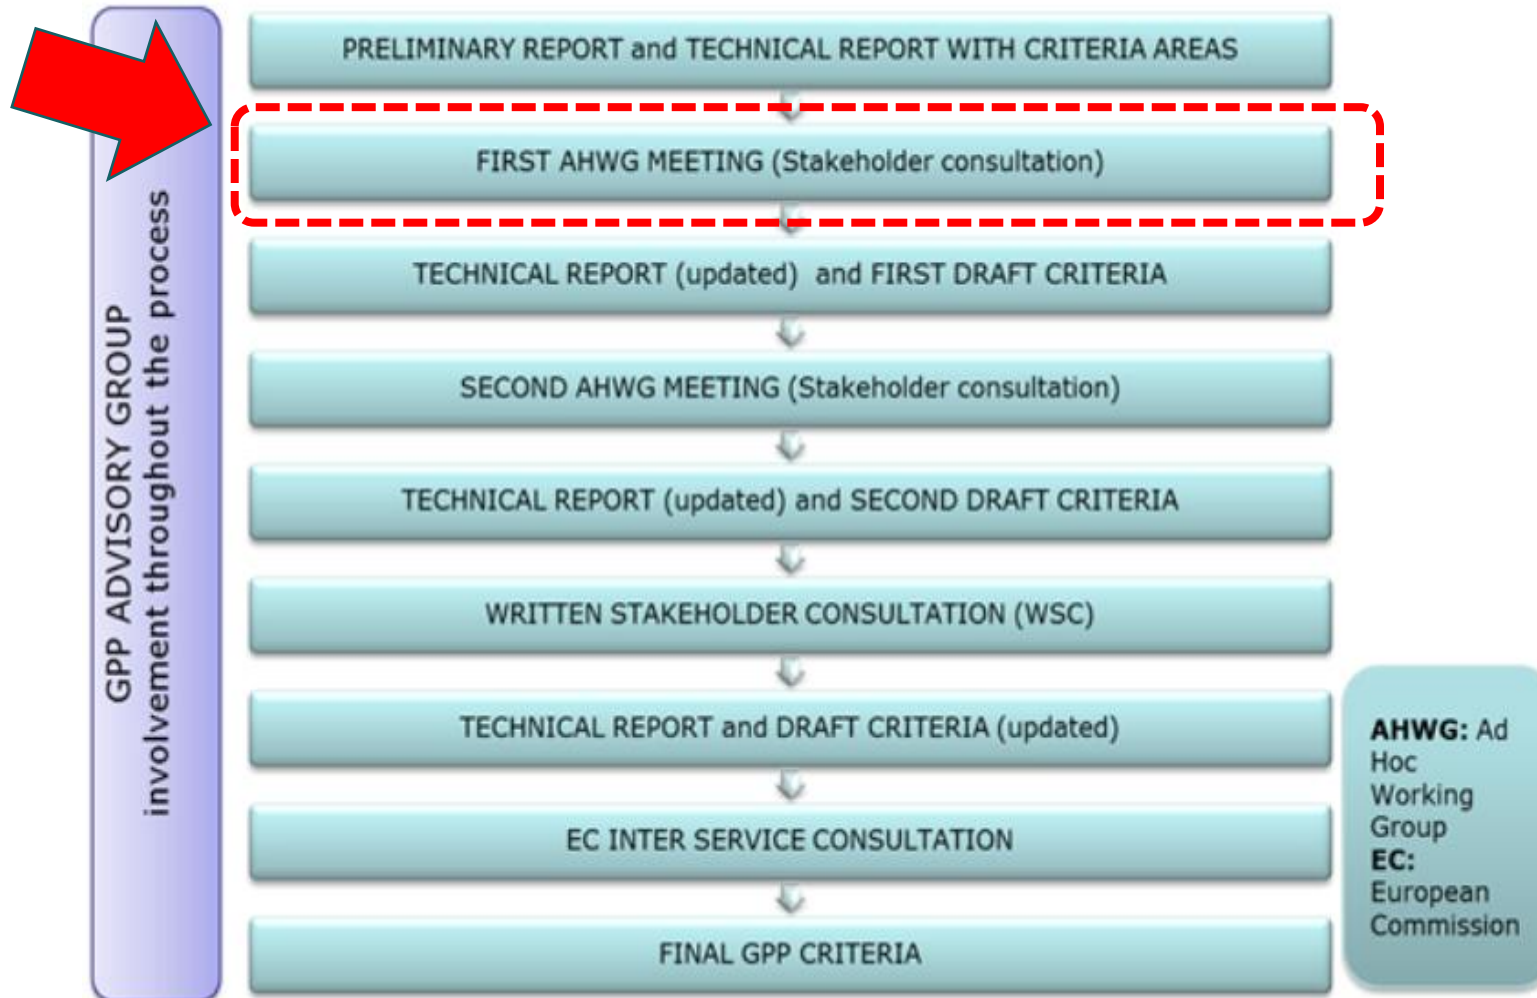 GPP ADVISORY GROUP
involvement throughout the process
PRELIMINARY REPORT and TECHNICAL REPORT WITH CRITERIA AREAS
FIRST AHWG MEETING (Stakeholder consultation)
TECHNICAL REPORT (updated) and FIRST DRAFT CRITERIA
SECOND AHWG MEETING (Stakeholder consultation)
TECHNICAL REPORT (updated) and SECOND DRAFT CRITERIA
WRITTEN STAKEHOLDER CONSULTATION (WSC)
TECHNICAL REPORT and DRAFT CRITERIA (updated)
EC INTER SERVICE CONSULTATION
FINAL GPP CRITERIA
AHWG: Ad
Hoc
Working
Group
EC:
European
Commission